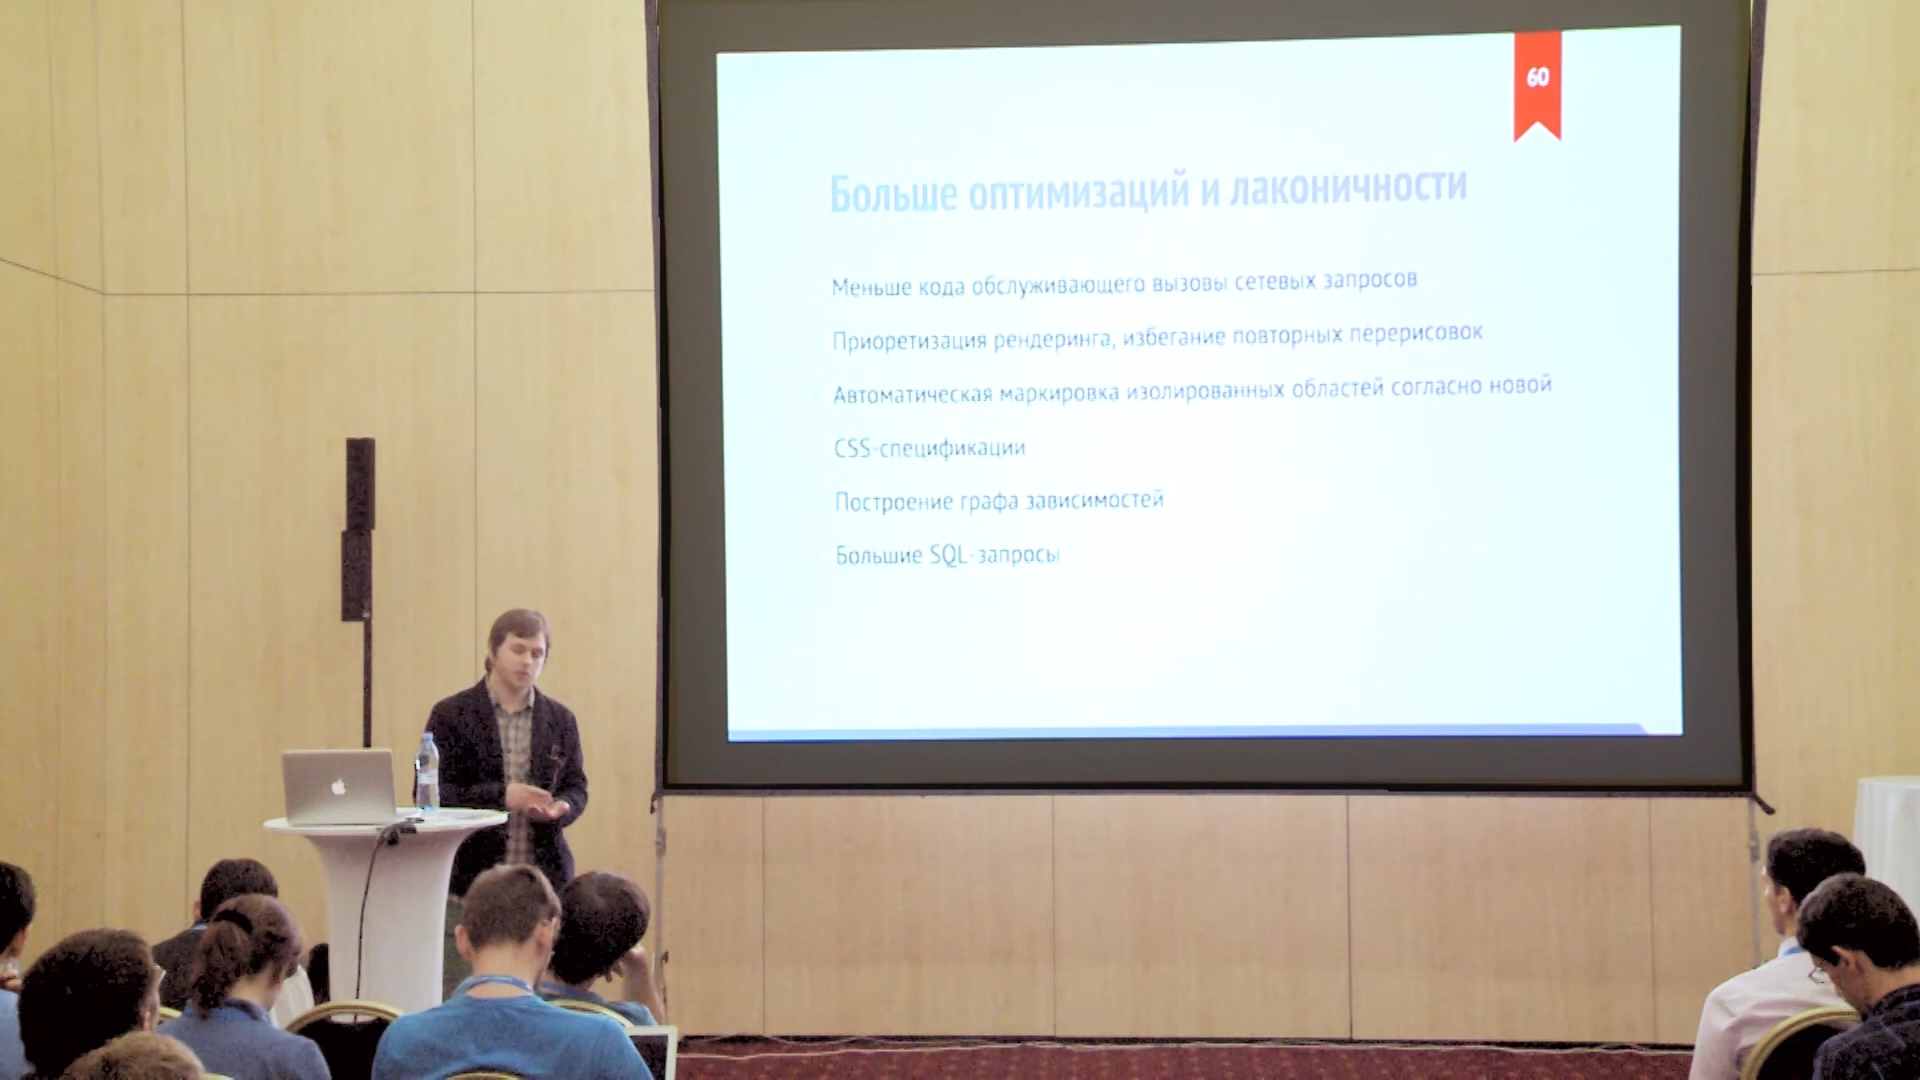 60
Больше оптимизаций и лаконичности
Меньше кода обслуживающего вызовы сетевых запросов
Приоретизация рендеринга, избегание повторных перерисовок
Автоматическая маркировка изолированных областей согласно новой
CSS-спецификации
Построение графа зависимостей
Большие SQL-запросы